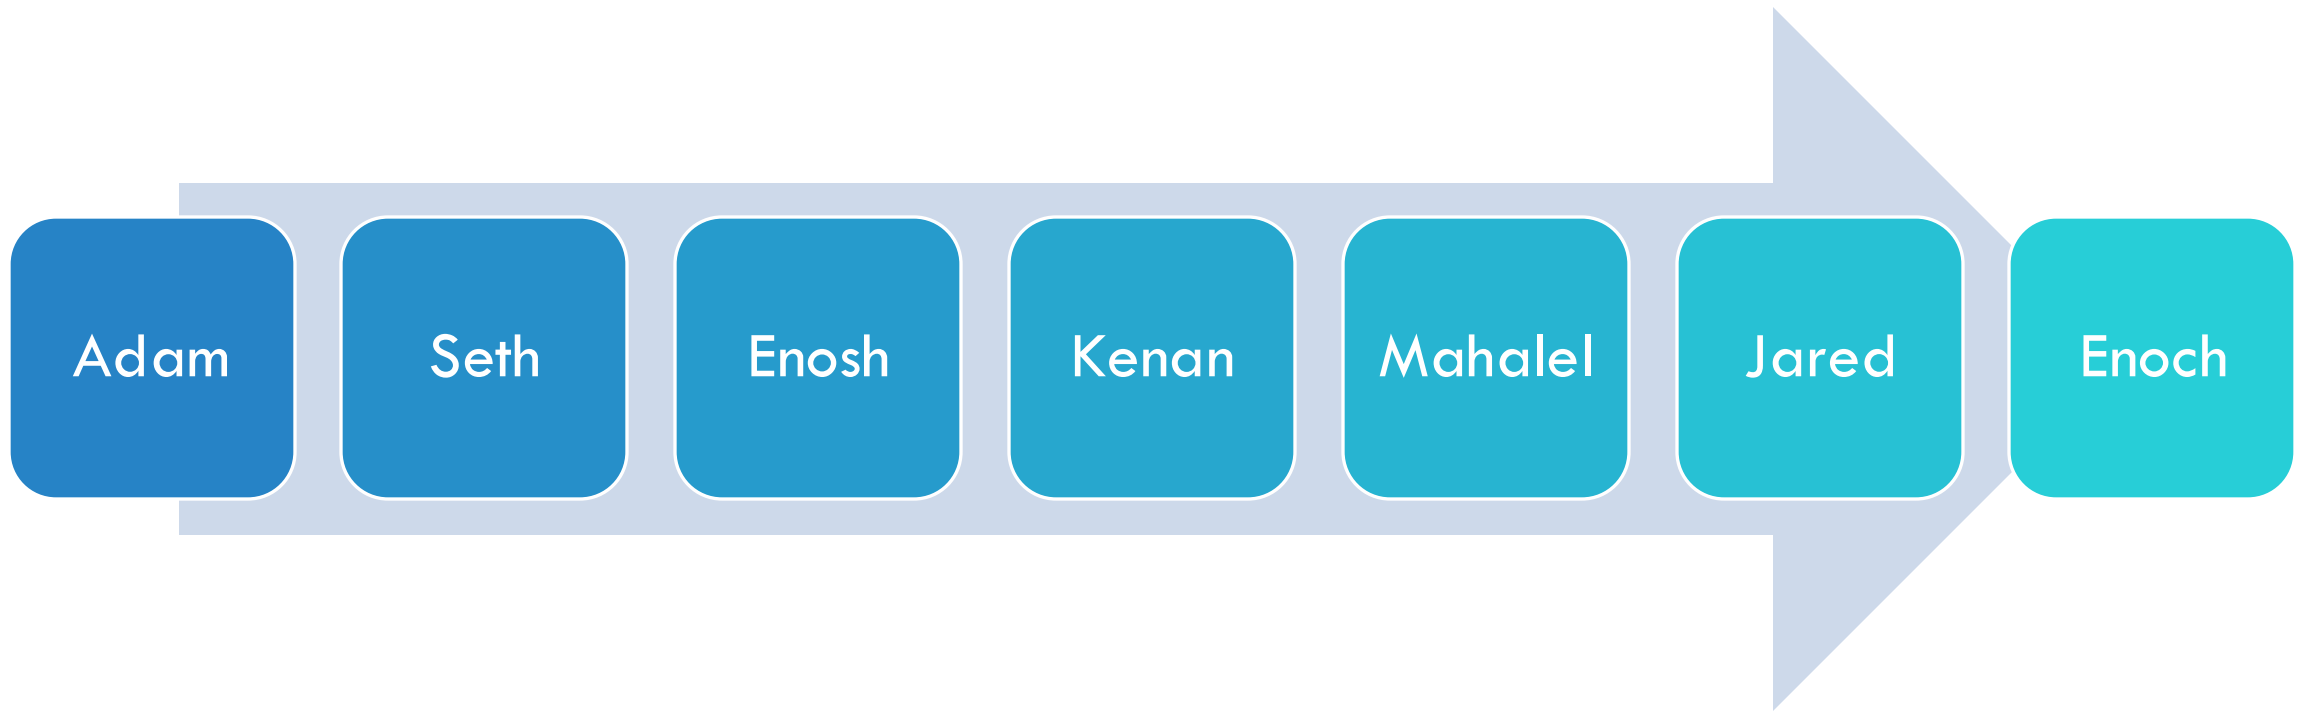 Adam
Seth
Enosh
Kenan
Mahalel
Jared
Enoch